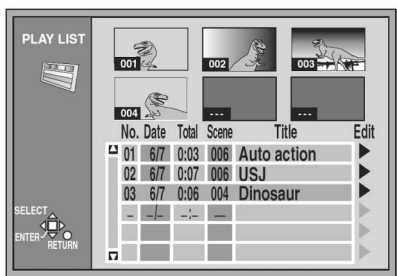 PLAY LIST
001 002 003
004 --- ---
No. Date Total Scene Title Edit
01 6/7 0:03 006 Auto action
02 6/7 0:07 006 USJ
03 6/7 0:06 004 Dinosaur
– –/– –:– —
SELECT
ENTER
RETURN